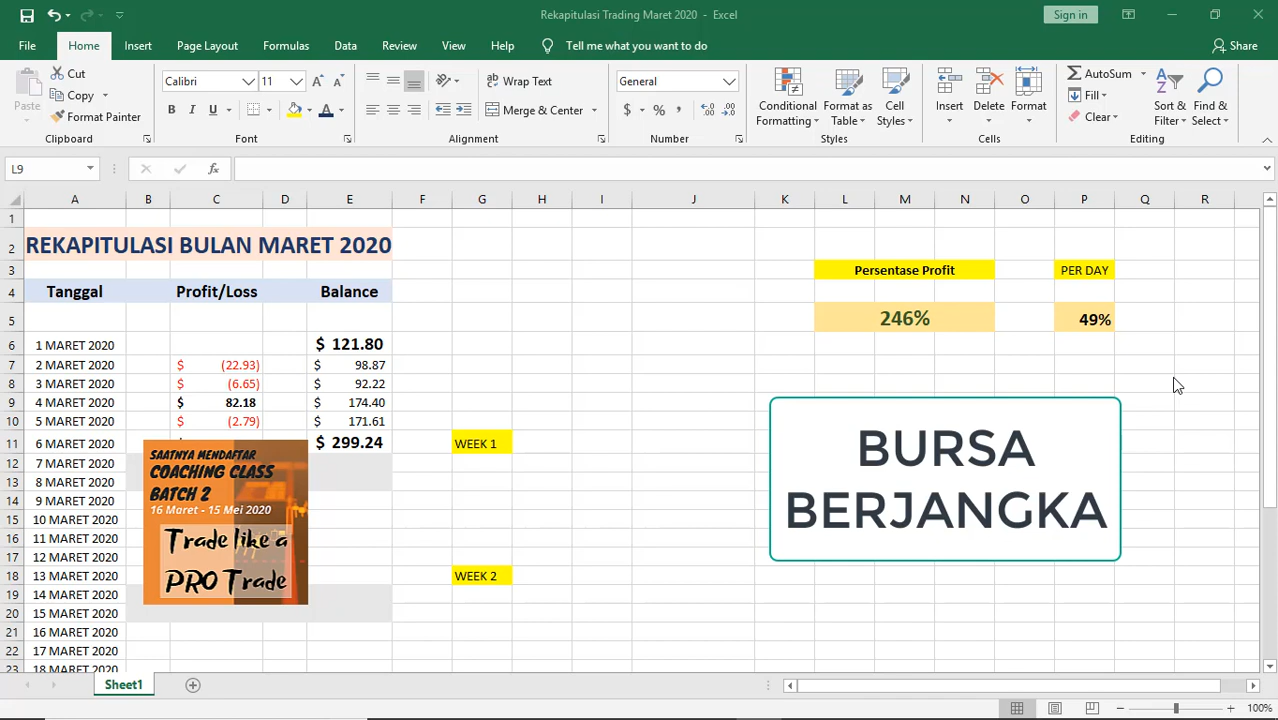 Rekapitulasi Trading Maret 2020 - Excel
Sign in
File Home Insert Page Layout Formulas Data Review View Help Tell me what you want to do Share
Paste
Cut
Copy
Format Painter
Clipboard
Calibri 11
B I U A
Font
Wrap Text
Merge & Center
Alignment
General
$ % ,
Number
Conditional Formatting
Format as Table
Cell Styles
Styles
Insert
Delete
Format
Cells
AutoSum
Fill
Clear
Sort & Filter
Find & Select
Editing
L9 fx
A B C D E F G H I J K L M N O P Q R
1
2 REKAPITULASI BULAN MARET 2020
3 Persentase Profit PER DAY
4 Tanggal Profit/Loss Balance
5 246% 49%
6 1 MARET 2020 $ 121.80
7 2 MARET 2020 $ (22.93) $ 98.87
8 3 MARET 2020 $ (6.65) $ 92.22
9 4 MARET 2020 $ 82.18 $ 174.40
10 5 MARET 2020 $ (2.79) $ 171.61
11 6 MARET 2020 $ 299.24 WEEK 1
12 7 MARET 2020
13 8 MARET 2020
14 9 MARET 2020
15 10 MARET 2020
16 11 MARET 2020
17 12 MARET 2020
18 13 MARET 2020 WEEK 2
19 14 MARET 2020
20 15 MARET 2020
21 16 MARET 2020
22 17 MARET 2020
23 18 MARET 2020
SAATNYA MENDAFTAR
COACHING CLASS
BATCH 2
16 Maret - 15 Mei 2020
Trade like a
PRO Trade
BURSA
BERJANGKA
Sheet1
100%